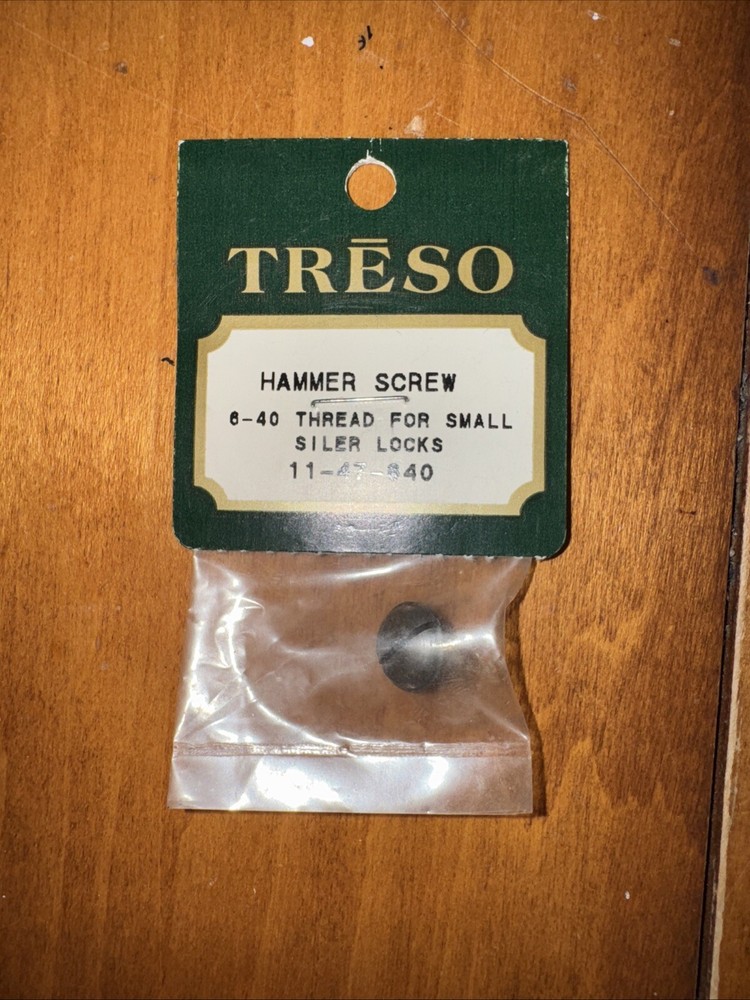 TRĒSO
HAMMER SCREW
6-40 THREAD FOR SMALL
SILER LOCKS
11-47-640